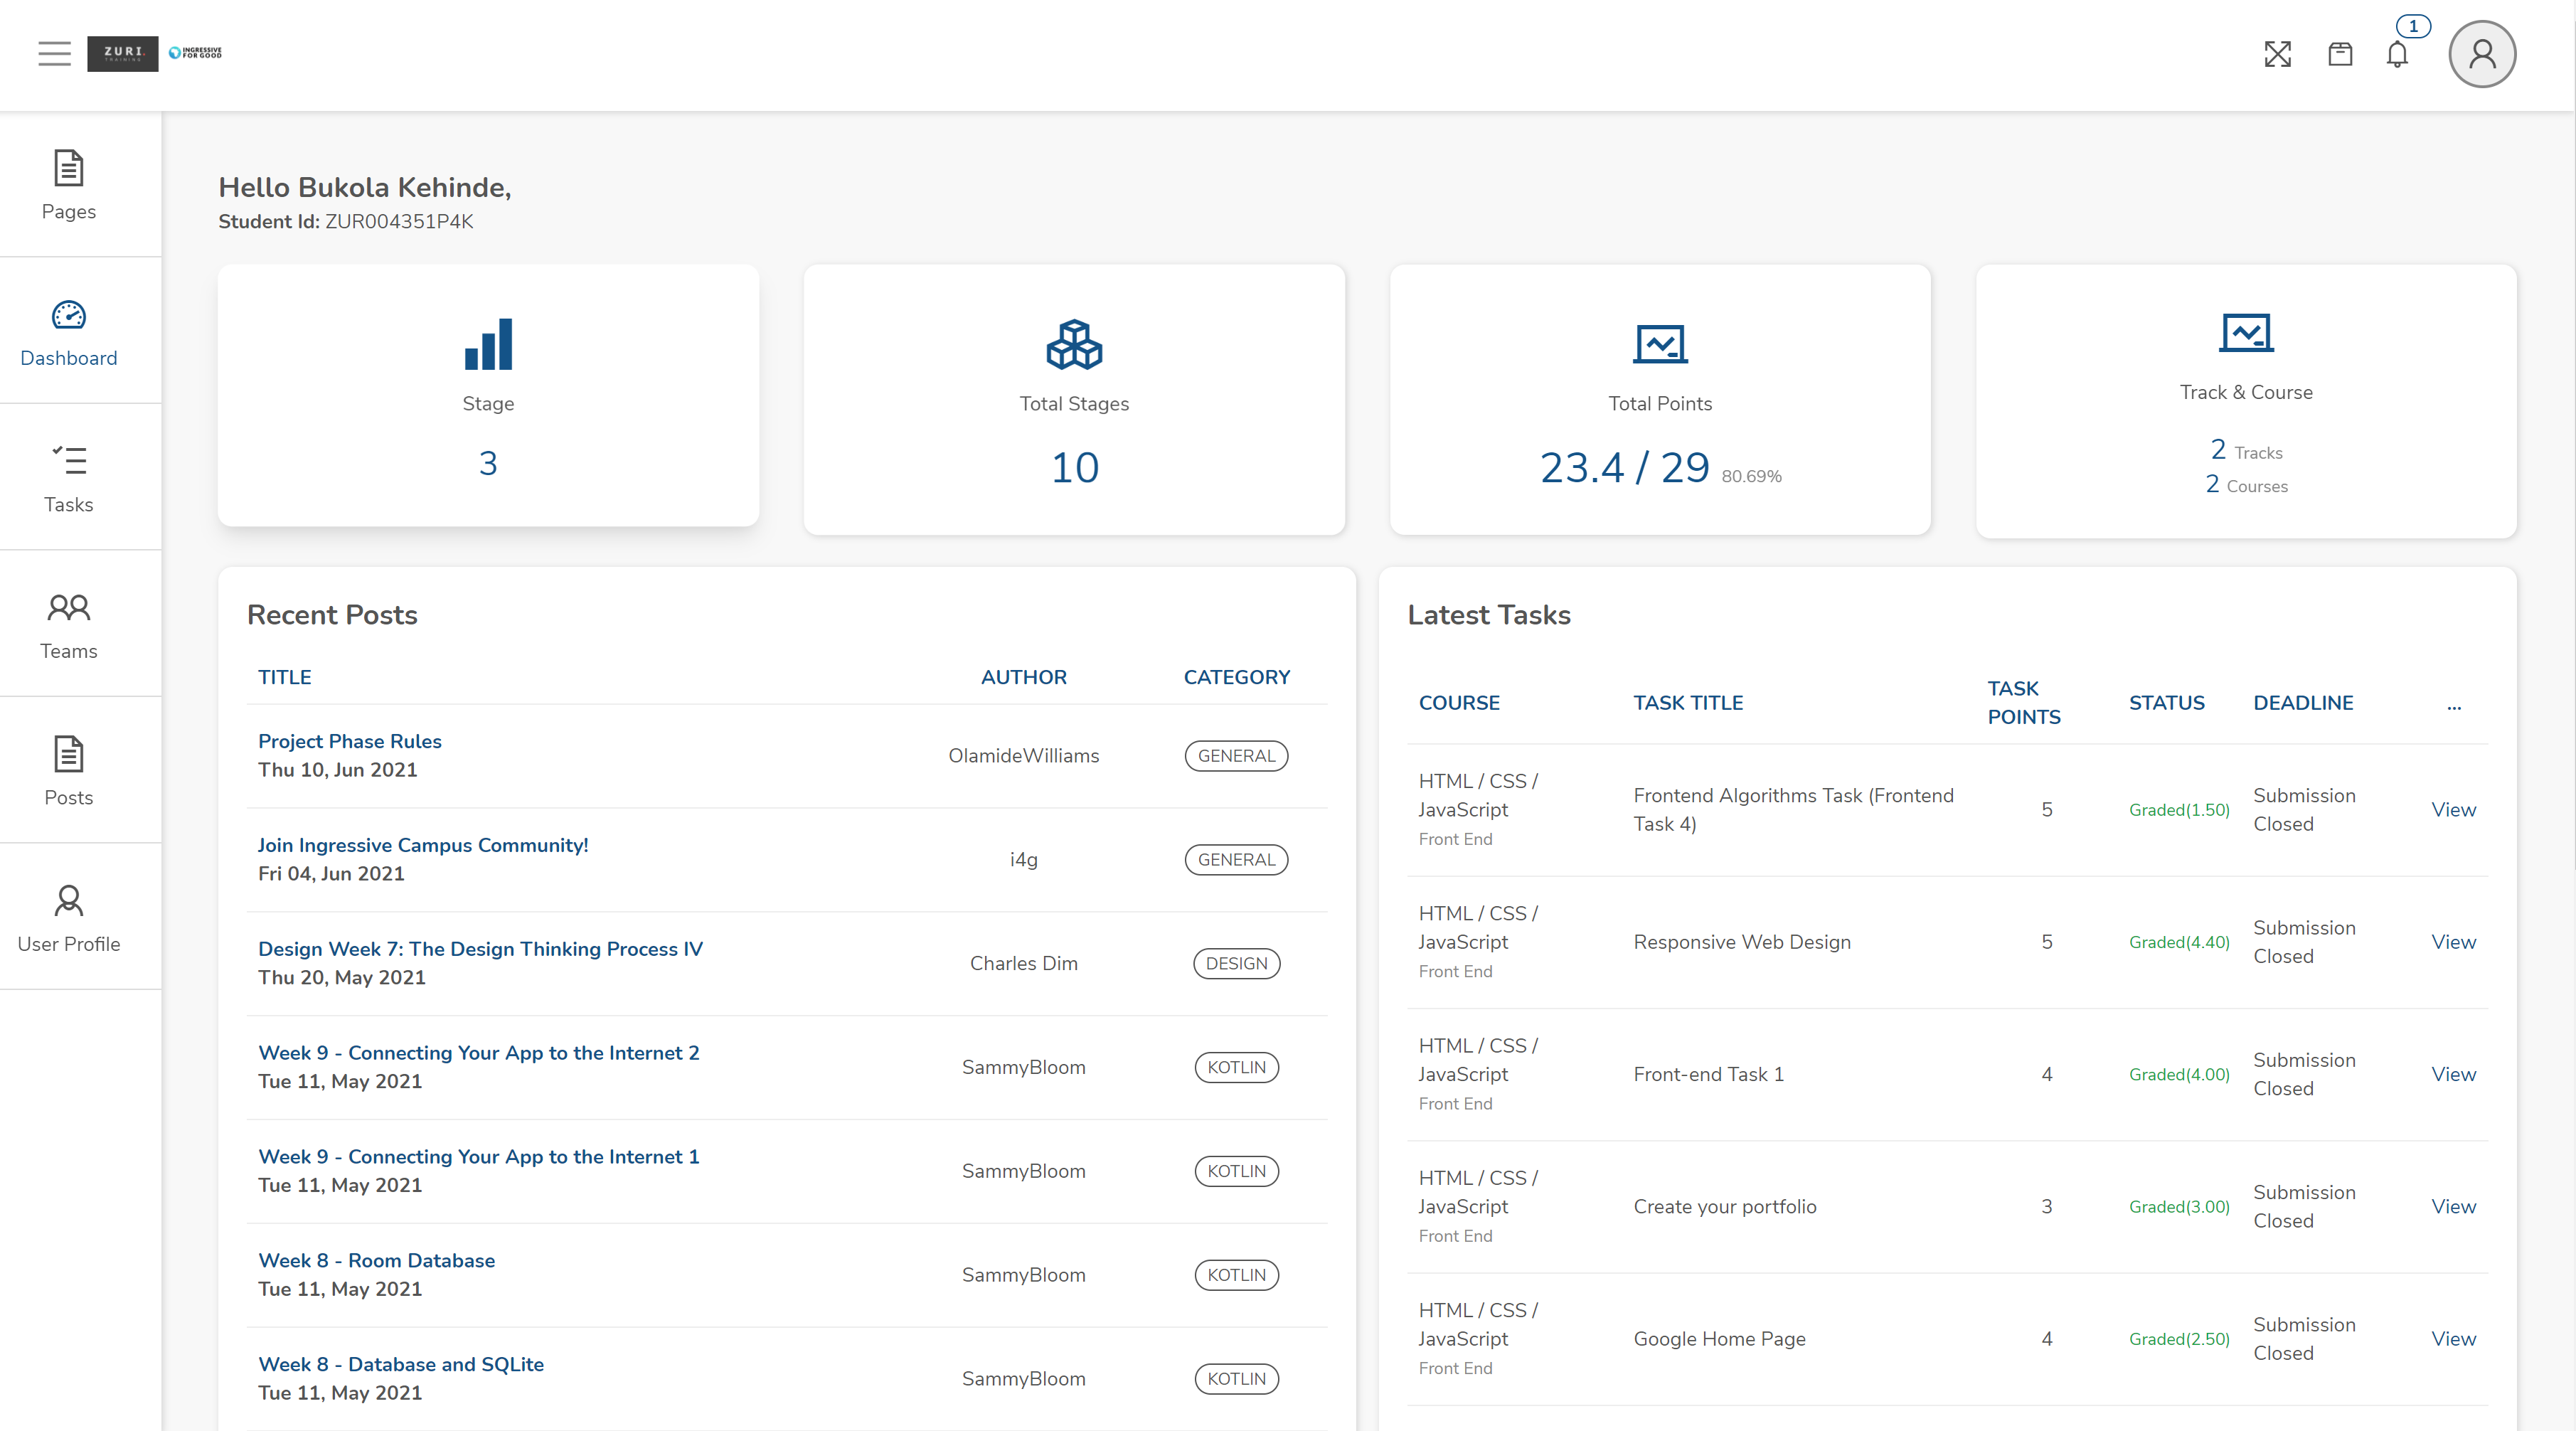 ZURI.
TRAINING
INGRESSIVE
FOR GOOD
1
Pages
Dashboard
Tasks
Teams
Posts
User Profile
Hello Bukola Kehinde,
Student Id: ZUR004351P4K
Stage
3
Total Stages
10
Total Points
23.4 / 29 80.69%
Track & Course
2 Tracks
2 Courses
Recent Posts
TITLE AUTHOR CATEGORY
Project Phase Rules
Thu 10, Jun 2021
OlamideWilliams
GENERAL
Join Ingressive Campus Community!
Fri 04, Jun 2021
i4g
GENERAL
Design Week 7: The Design Thinking Process IV
Thu 20, May 2021
Charles Dim
DESIGN
Week 9 - Connecting Your App to the Internet 2
Tue 11, May 2021
SammyBloom
KOTLIN
Week 9 - Connecting Your App to the Internet 1
Tue 11, May 2021
SammyBloom
KOTLIN
Week 8 - Room Database
Tue 11, May 2021
SammyBloom
KOTLIN
Week 8 - Database and SQLite
Tue 11, May 2021
SammyBloom
KOTLIN
Latest Tasks
COURSE TASK TITLE TASK POINTS STATUS DEADLINE ...
HTML / CSS /
JavaScript
Front End
Frontend Algorithms Task (Frontend
Task 4)
5
Graded(1.50)
Submission
Closed
View
HTML / CSS /
JavaScript
Front End
Responsive Web Design
5
Graded(4.40)
Submission
Closed
View
HTML / CSS /
JavaScript
Front End
Front-end Task 1
4
Graded(4.00)
Submission
Closed
View
HTML / CSS /
JavaScript
Front End
Create your portfolio
3
Graded(3.00)
Submission
Closed
View
HTML / CSS /
JavaScript
Front End
Google Home Page
4
Graded(2.50)
Submission
Closed
View